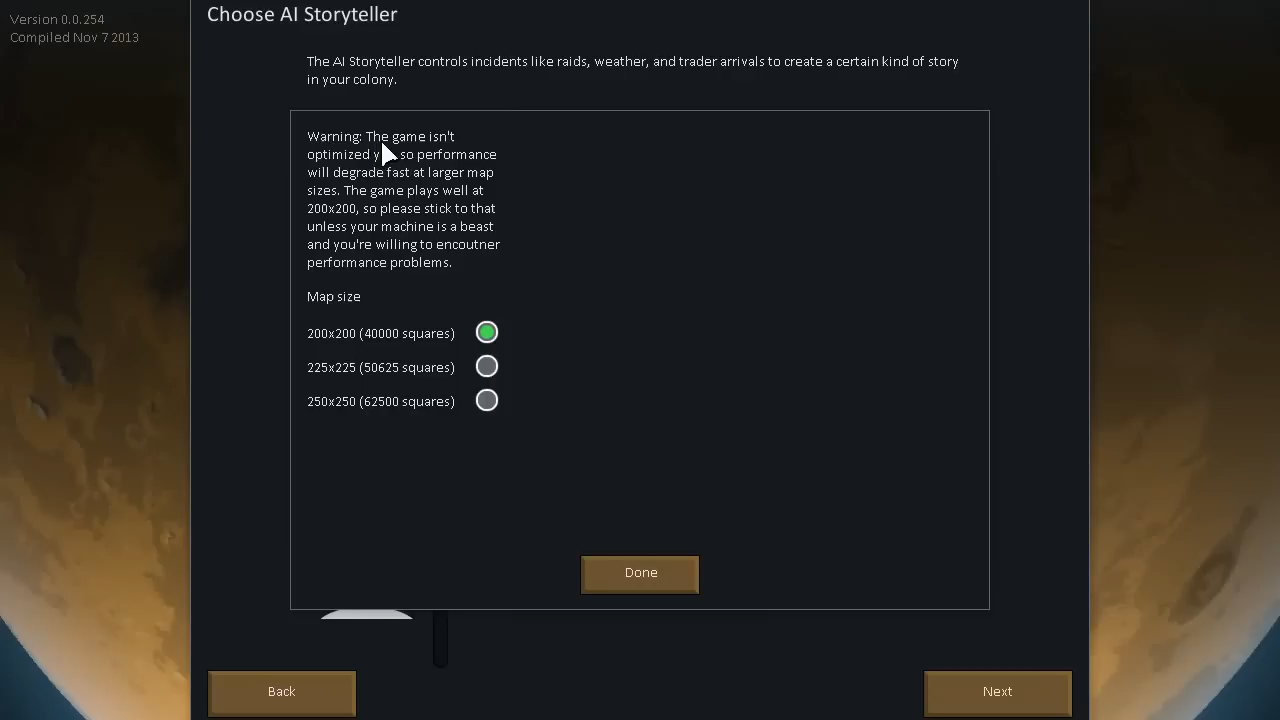 Version 0.0.254
Compiled Nov 7 2013
Choose AI Storyteller
The AI Storyteller controls incidents like raids, weather, and trader arrivals to create a certain kind of story
in your colony.
Warning: The game isn't
optimized so performance
will degrade fast at larger map
sizes. The game plays well at
200x200, so please stick to that
unless your machine is a beast
and you're willing to encoutner
performance problems.
Map size
200x200 (40000 squares)
225x225 (50625 squares)
250x250 (62500 squares)
Done
Back
Next